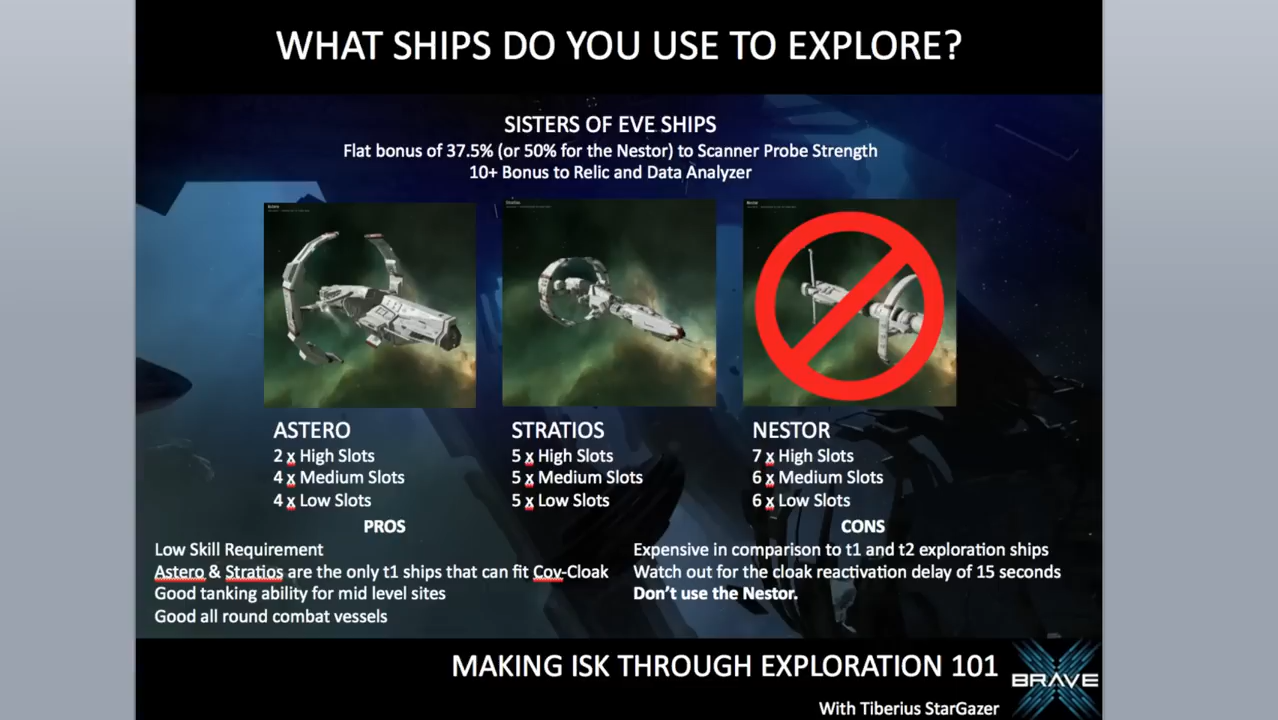 WHAT SHIPS DO YOU USE TO EXPLORE?
SISTERS OF EVE SHIPS
Flat bonus of 37.5% (or 50% for the Nestor) to Scanner Probe Strength
10+ Bonus to Relic and Data Analyzer
Astero
Stratios
Nestor
ASTERO
2 x High Slots
4 x Medium Slots
4 x Low Slots
STRATIOS
5 x High Slots
5 x Medium Slots
5 x Low Slots
NESTOR
7 x High Slots
6 x Medium Slots
6 x Low Slots
PROS
Low Skill Requirement
Astero & Stratios are the only t1 ships that can fit Cov-Cloak
Good tanking ability for mid level sites
Good all round combat vessels
CONS
Expensive in comparison to t1 and t2 exploration ships
Watch out for the cloak reactivation delay of 15 seconds
Don't use the Nestor.
MAKING ISK THROUGH EXPLORATION 101
With Tiberius StarGazer
BRAVE